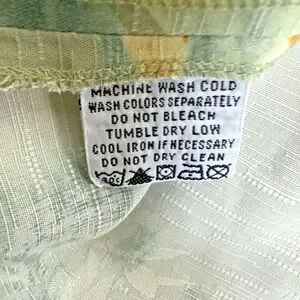 MACHINE WASH COLD
WASH COLORS SEPARATELY
DO NOT BLEACH
TUMBLE DRY LOW
COOL IRON IF NECESSARY
DO NOT DRY CLEAN